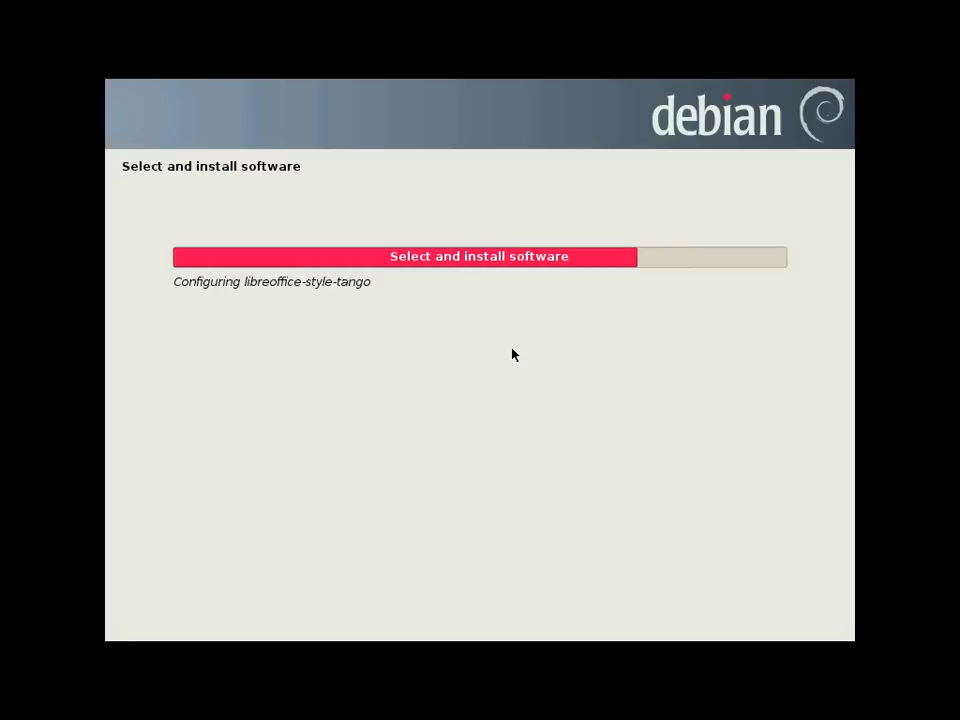 debian
Select and install software
Select and install software
Configuring libreoffice-style-tango